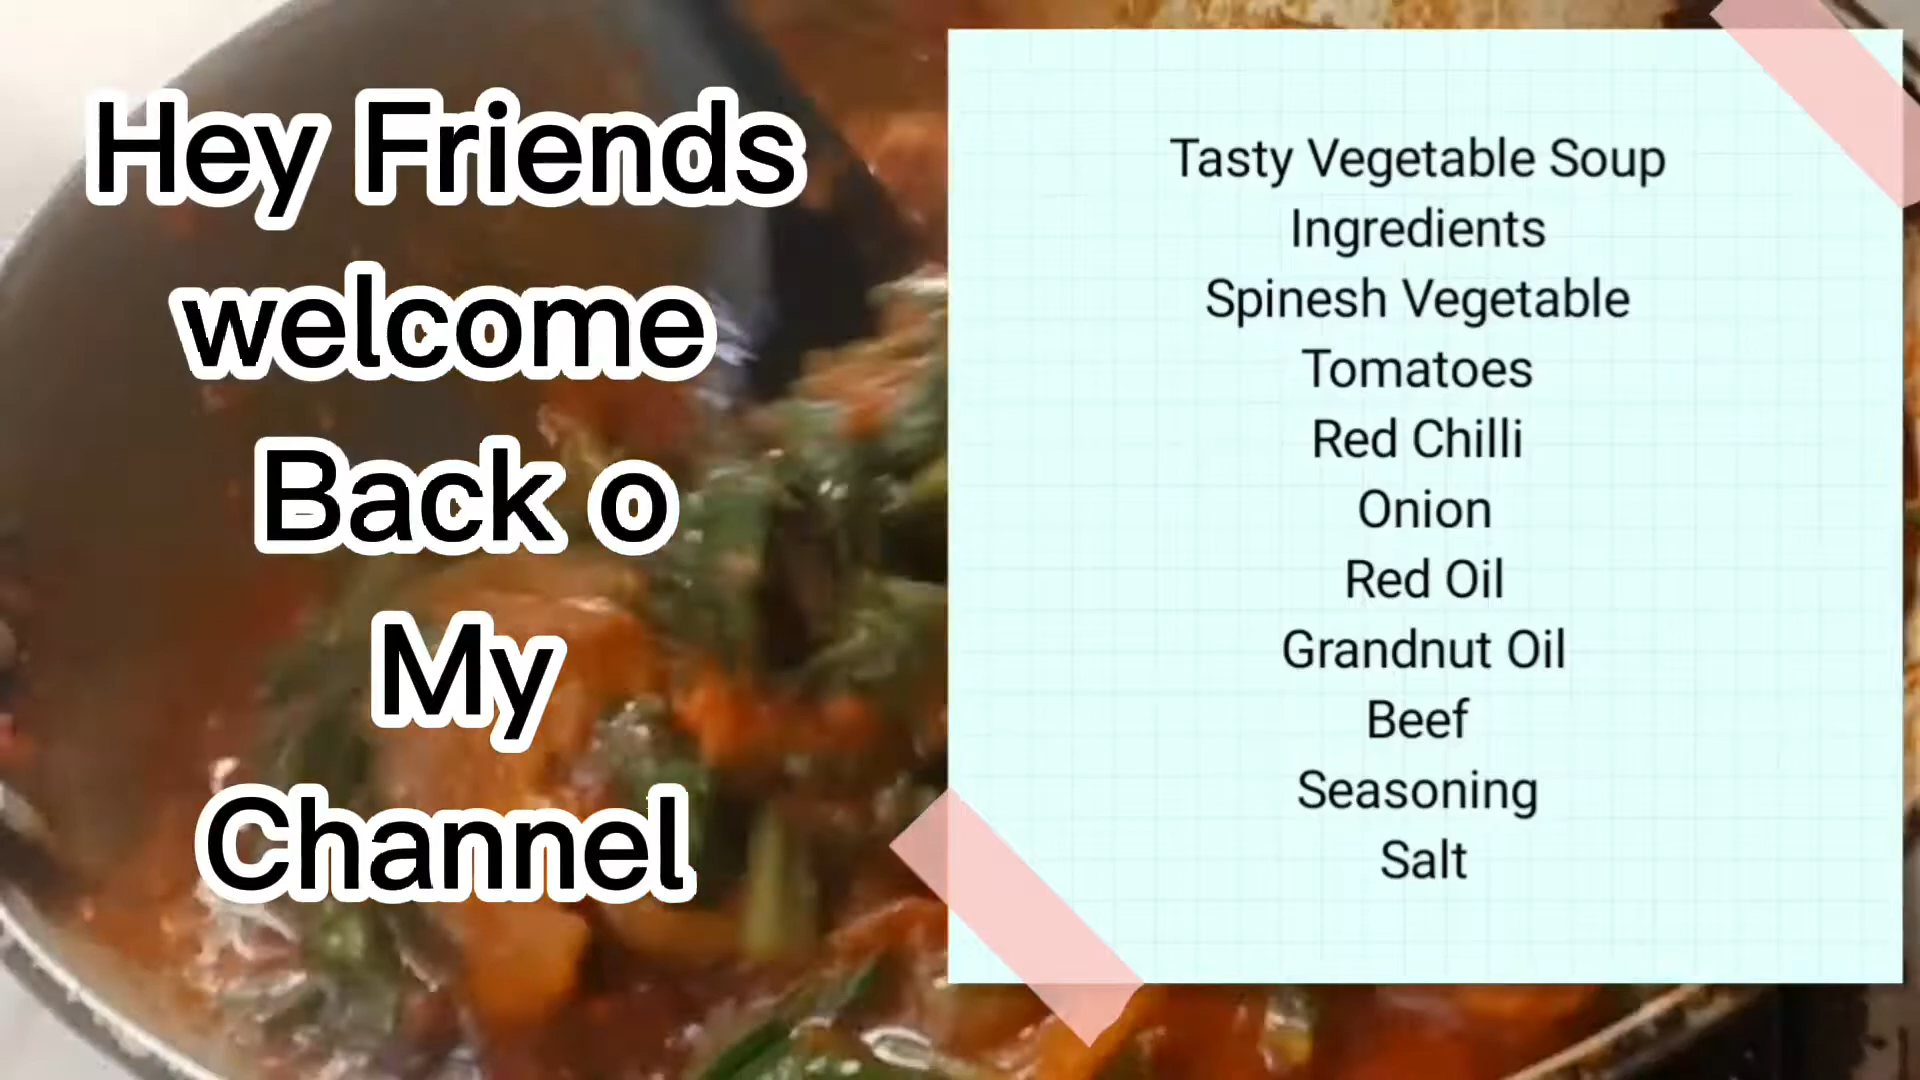 Hey Friends
welcome
Back o
My
Channel
Tasty Vegetable Soup
Ingredients
Spinesh Vegetable
Tomatoes
Red Chilli
Onion
Red Oil
Grandnut Oil
Beef
Seasoning
Salt